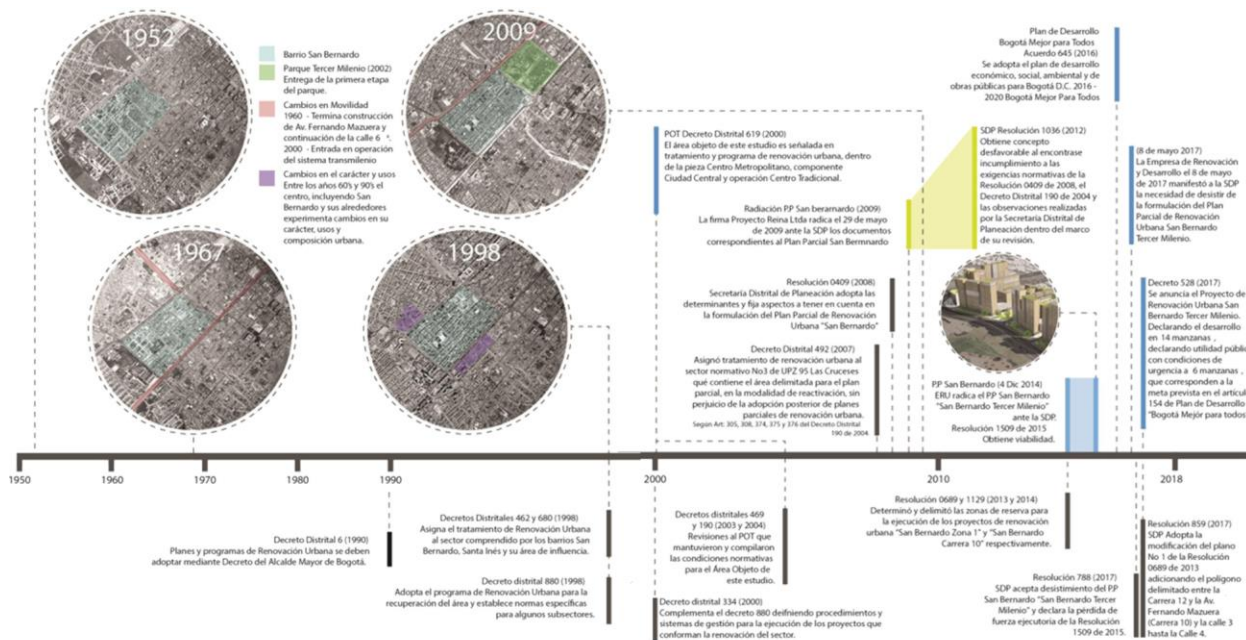 1952
2009
1967
1998
Barrio San Bernardo
Parque Tercer Milenio (2002)
Entrega de la primera etapa
del parque.
Cambios en Movilidad
1960 - Termina construcción
de Av. Fernando Mazuera y
continuación de la calle 6
2000 - Entrada en operación
del sistema transmilenio
Cambios en el carácter y usos
Entre los años 60's y 90's el
centro, incluyendo San
Bernardo y sus alrededores
experimenta cambios en su
carácter, usos y
composición urbana.
POT Decreto Distrital 619 (2000)
El área objeto de este estudio es señalada en
tratamiento y programa de renovación urbana, dentro
de la pieza Centro Metropolitano, componente
Ciudad Central y operación Centro Tradicional.
Radiación P.P San berarnardo (2009)
La firma Proyecto Reina Ltda radica el 29 de mayo
de 2009 ante la SDP los documentos
correspondientes al Plan Parcial San Bernnardo
Resolución 0409 (2008)
Secretaría Distrital de Planeación adopta las
determinantes y fija aspectos a tener en cuenta
en la formulación del Plan Parcial de Renovación
Urbana "San Bernardo"
Decreto Distrital 492 (2007)
Asignó tratamiento de renovación urbana al
sector normativo No3 de UPZ 95 Las Cruceses
que contiene el área delimitada para el plan
parcial, en la modalidad de reactivación, sin
perjuicio de la adopción posterior de planes
parciales de renovación urbana.
Según Art: 305, 308, 374, 375 y 376 del Decreto Distrital
190 de 2004
SDP Resolución 1036 (2012)
Obtiene concepto
desfavorable al encontrase
incumplimiento a las
exigencias normativas de la
Resolución 0409 de 2008, el
Decreto Distrital 190 de 2004 y
las observaciones realizadas
por la Secretaría Distrital de
Planeación dentro del marco
de su revisión.
P.P San Bernardo (4 Dic 2014)
ERU radica el P.P San Bernardo
"San Bernardo Tercer Milenio"
ante la SDP.
Resolución 1509 de 2015
Obtiene viabilidad.
Plan de Desarrollo
Bogotá Mejor para Todos
Acuerdo 645 (2016)
Se adopta el plan de desarrollo
económico, social, ambiental y de
obras públicas para Bogotá D.C. 2016 -
2020 Bogotá Mejor Para Todos
(8 de mayo 2017)
La Empresa de Renovación
y Desarrollo el 8 de mayo
de 2017 manifestó a la SDP
la necesidad de desistir de
la formulación del Plan
Parcial de Renovación
Urbana San Bernardo
Tercer Milenio.
Decreto 528 (2017)
Se anuncia el Proyecto de
Renovación Urbana San
Bernardo Tercer Milenio.
Declarando el desarrollo
en 14 manzanas ,
declarando utilidad públic
con condiciones de
urgencia a 6 manzanas ,
que corresponden a la
meta prevista en el artícul
154 de Plan de Desarrollo
"Bogotá Mejor para todos
1950
1960
1970
1980
1990
2000
2010
2018
Decreto Distrital 6 (1990)
Planes y programas de Renovación Urbana se deben
adoptar mediante Decreto del Alcalde Mayor de Bogotá.
Decretos Distritales 462 y 680 (1998)
Asigna el tratamiento de Renovación Urbana
al sector comprendido por los barrios San
Bernardo, Santa Inés y su área de influencia.
Decreto distrital 880 (1998)
Adopta el programa de Renovación Urbana para la
recuperación del área y establece normas específicas
para algunos subsectores.
Decretos distritales 469
y 190 (2003 y 2004)
Revisiones al POT que
mantuvieron y compilaron
las condiciones normativas
para el Área Objeto de
este estudio.
Decreto distrital 334 (2000)
Complementa el decreto 880 deifniendo procedimientos y
sistemas de gestión para la ejecución de los proyectos que
conforman la renovación del sector.
Resolución 0689 y 1129 (2013 y 2014)
Determinó y delimitó las zonas de reserva para
la ejecución de los proyectos de renovación
urbana "San Bernardo Zona 1" y "San Bernardo
Carrera 10" respectivamente.
Resolución 788 (2017)
SDP acepta desistimiento del P.P
San Bernardo "San Bernardo Tercer
Milenio" y declara la pérdida de
fuerza ejecutoria de la Resolución
1509 de 2015.
Resolución 859 (2017)
SDP Adopta la
modificación del plano
No 1 de la Resolución
0689 de 2013
adicionando el polígono
delimitado entre la
Carrera 12 y la Av.
Fernando Mazuera
(Carrera 10) y la calle 3
hasta la Calle 4.